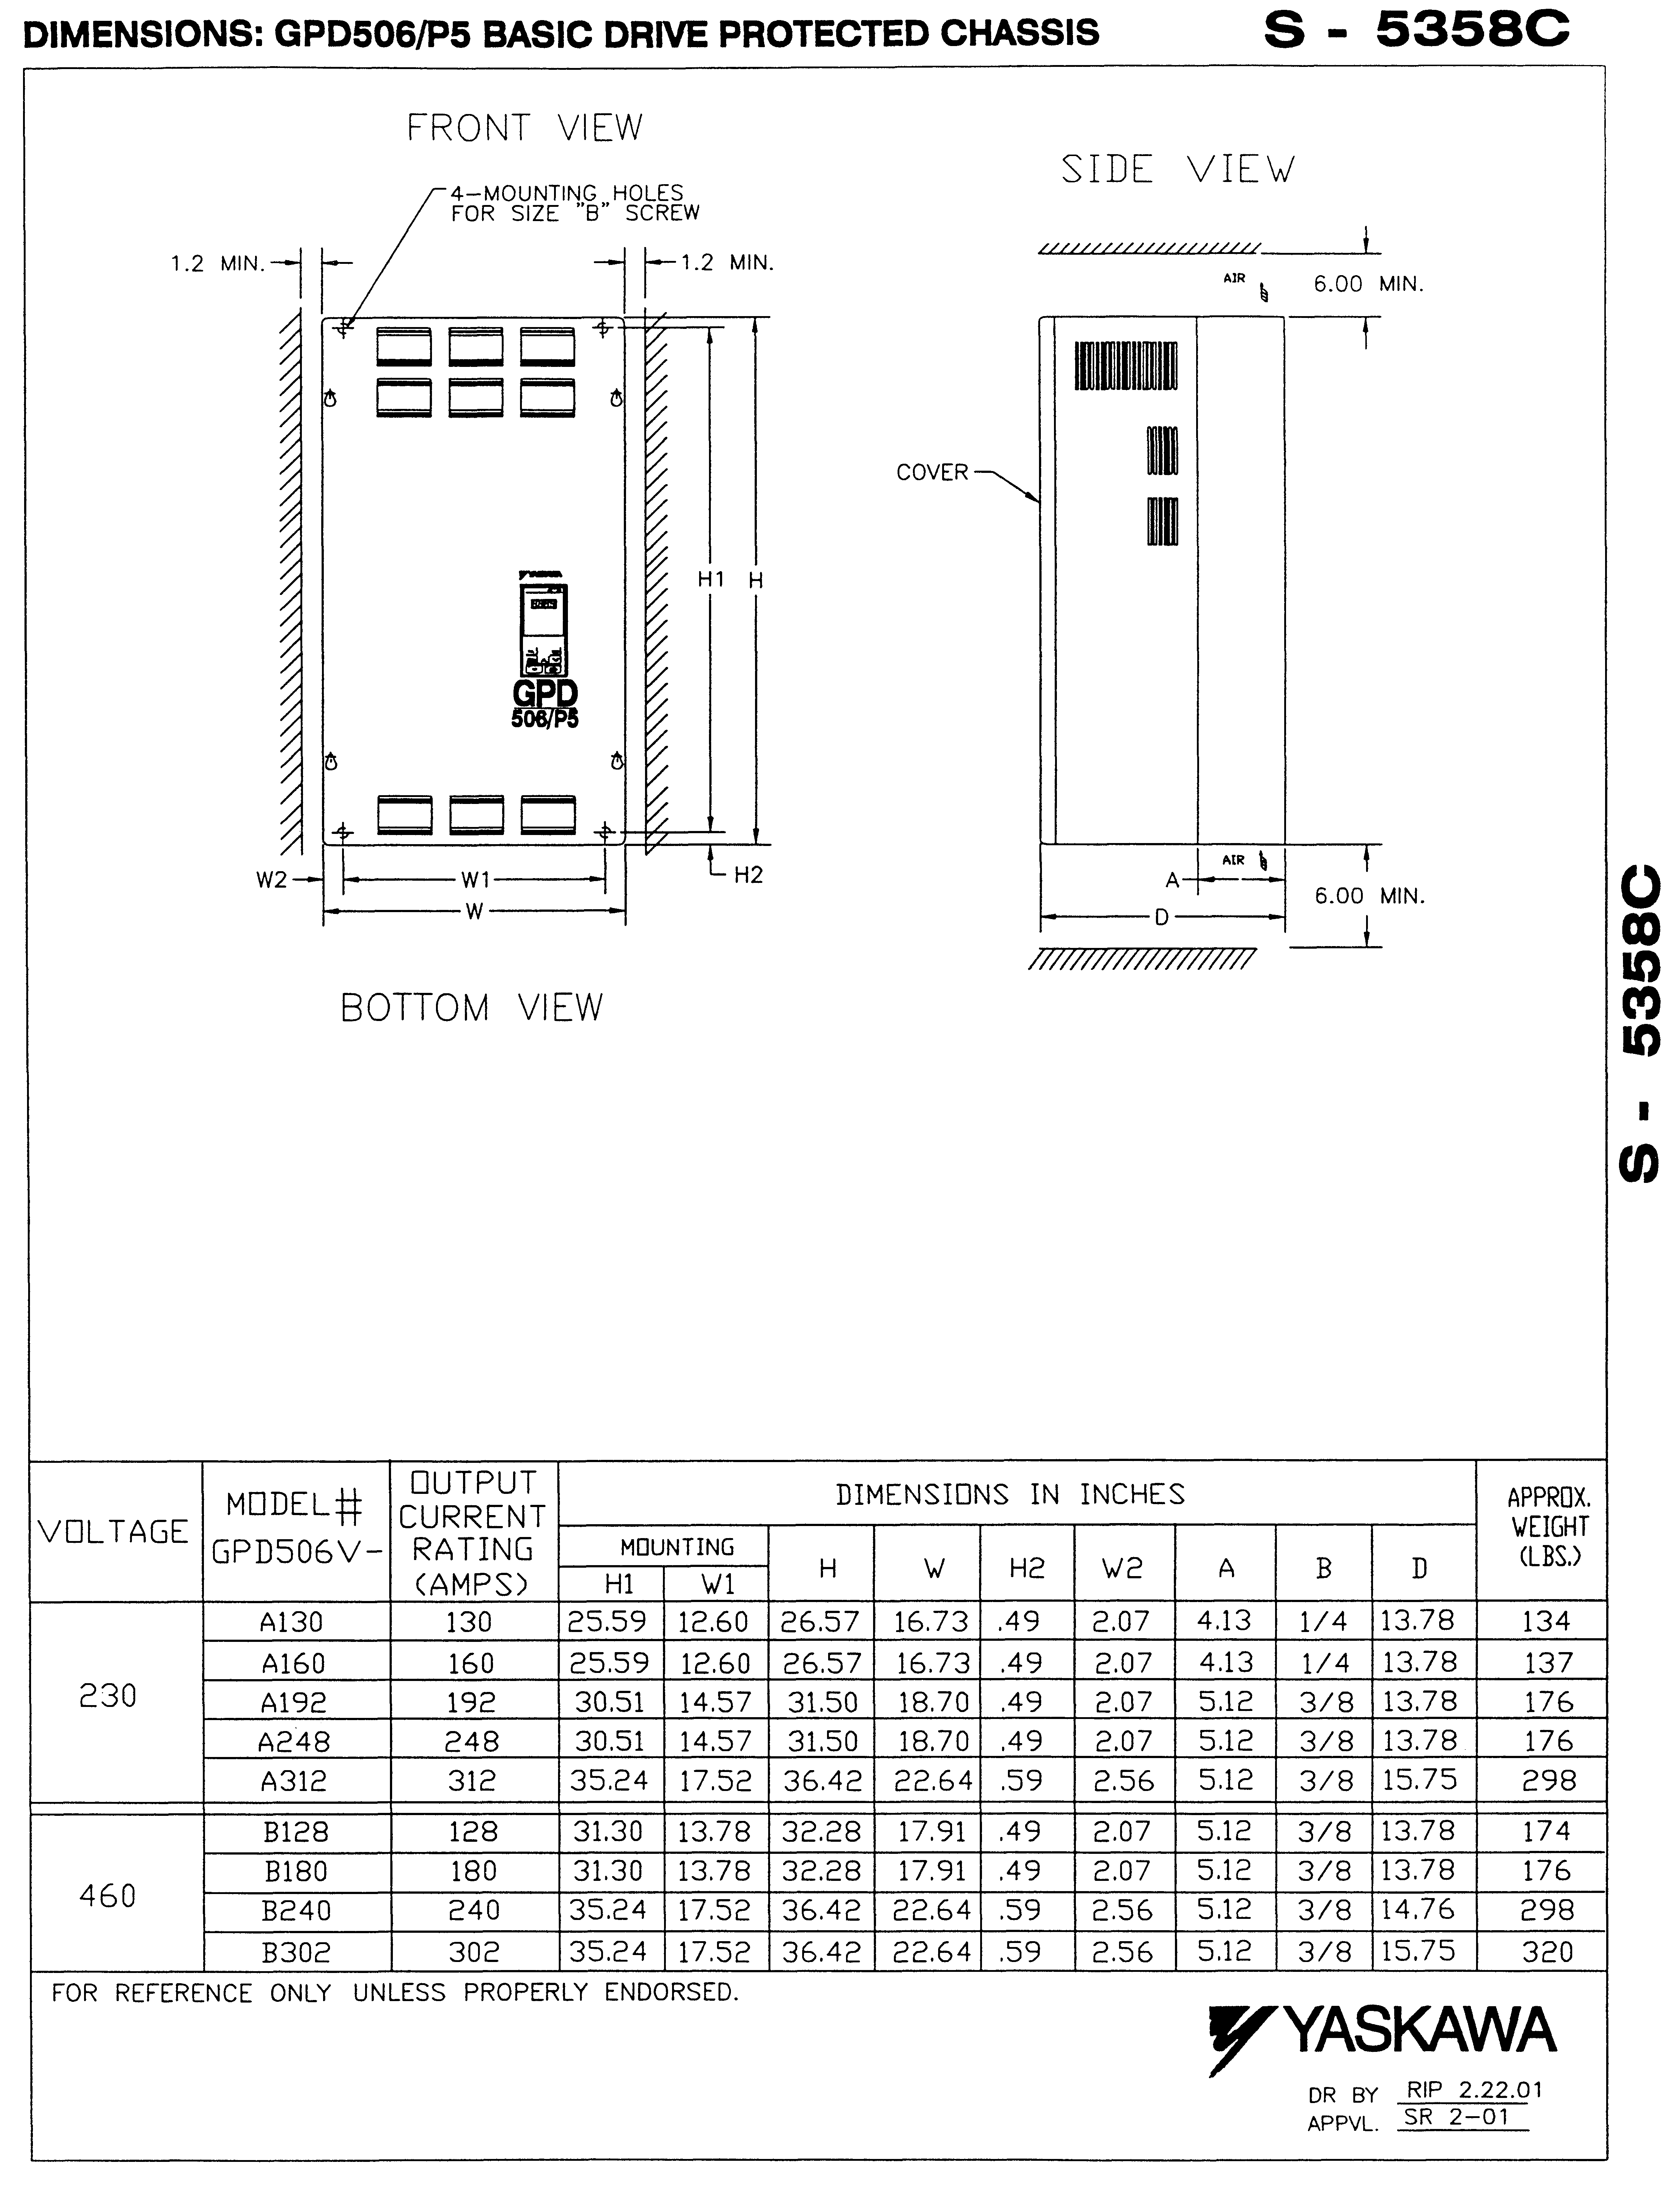 DIMENSIONS: GPD506/P5 BASIC DRIVE PROTECTED CHASSIS
S - 5358C
FRONT VIEW
SIDE VIEW
4-MOUNTING HOLES
FOR SIZE "B" SCREW
1.2 MIN.
1.2 MIN.
AIR
6.00 MIN.
COVER
H1
H
YASKAWA
GPD
506/P5
W2
W1
H2
W
AIR
A
6.00 MIN.
D
BOTTOM VIEW
S - 5358C
VOLTAGE
MODEL#
GPD506V-
OUTPUT
CURRENT
RATING
(AMPS)
DIMENSIONS IN INCHES
APPROX.
WEIGHT
(LBS.)
MOUNTING
H1 W1 H W H2 W2 A B D
230
A130 130 25.59 12.60 26.57 16.73 .49 2.07 4.13 1/4 13.78 134
A160 160 25.59 12.60 26.57 16.73 .49 2.07 4.13 1/4 13.78 137
A192 192 30.51 14.57 31.50 18.70 .49 2.07 5.12 3/8 13.78 176
A248 248 30.51 14.57 31.50 18.70 .49 2.07 5.12 3/8 13.78 176
A312 312 35.24 17.52 36.42 22.64 .59 2.56 5.12 3/8 15.75 298
460
B128 128 31.30 13.78 32.28 17.91 .49 2.07 5.12 3/8 13.78 174
B180 180 31.30 13.78 32.28 17.91 .49 2.07 5.12 3/8 13.78 176
B240 240 35.24 17.52 36.42 22.64 .59 2.56 5.12 3/8 14.76 298
B302 302 35.24 17.52 36.42 22.64 .59 2.56 5.12 3/8 15.75 320
FOR REFERENCE ONLY UNLESS PROPERLY ENDORSED.
YASKAWA
DR BY RIP 2.22.01
APPVL. SR 2-01